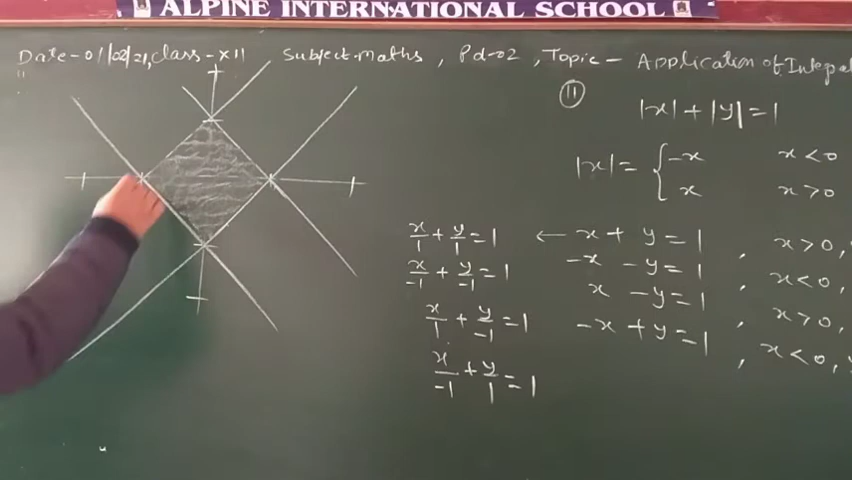 ALPINE INTERNATIONAL SCHOOL
Date-01/02/21, class-XII Subject-maths, Pd-02, Topic- Application of Integral
(11)
|x|+|y|=1
|x| = { -x x<0
x x>0
x/1 + y/1 = 1 ← x + y = 1 , x>0,
x/-1 + y/-1 = 1 -x - y = 1 , x<0,
x/1 + y/-1 = 1 x - y = 1 , x>0,
x/-1 + y/1 = 1 -x + y = 1 , x<0, y